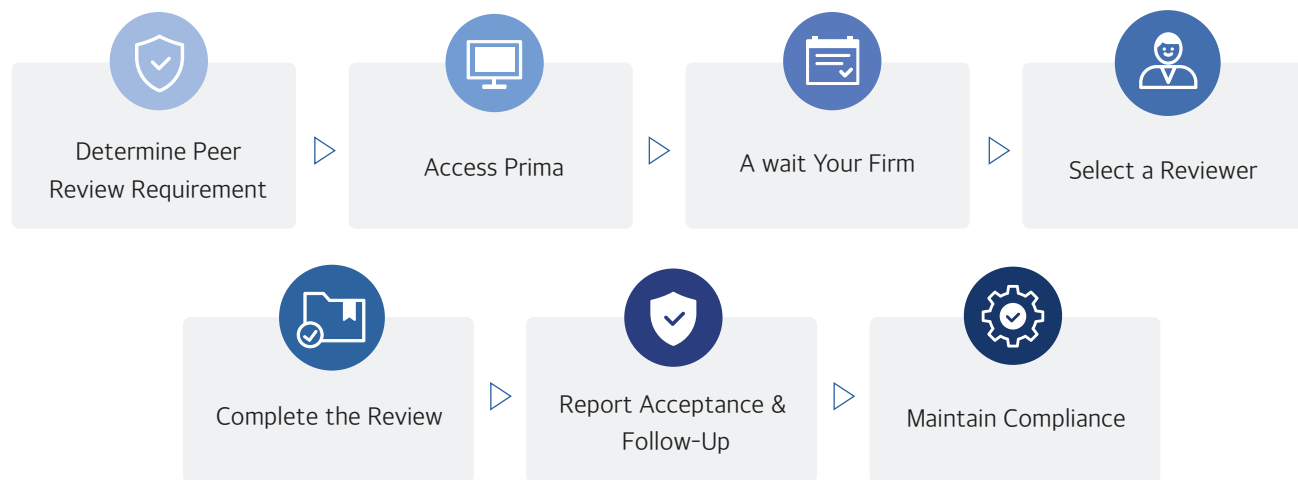 Determine Peer
Review Requirement
Access Prima
A wait Your Firm
Select a Reviewer
Complete the Review
Report Acceptance &
Follow-Up
Maintain Compliance